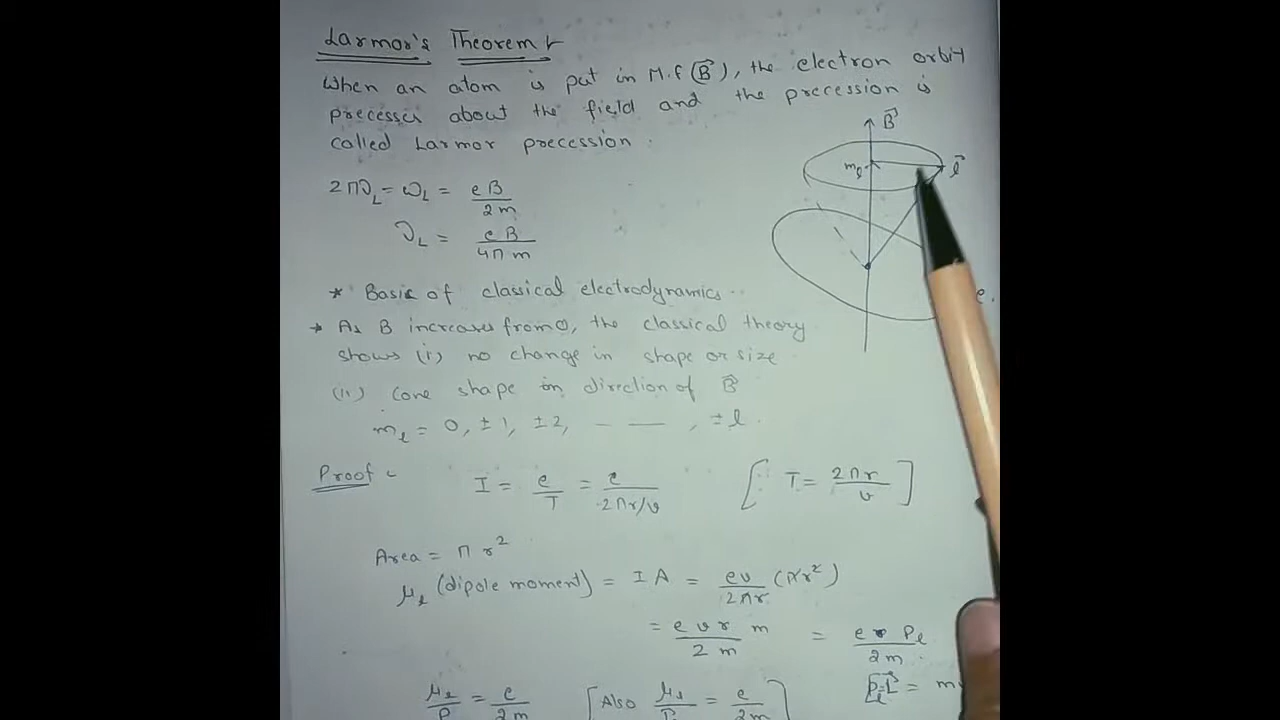 Larmor's Theorem
When an atom is put in M.f (B⃗), the electron orbit
precesses about the field and the precession is
called Larmor precession.
B⃗
m_l
l⃗
2πν_L = ω_L = eB/2m
ν_L = eB/4πm
e.
* Basis of classical electrodynamics..
* As B increases from 0, the classical theory
shows (i) no change in shape or size
(ii) Cone shape in direction of B⃗
m_l = 0, ±1, ±2, - —, ±l.
Proof
I = e/T = e/2πr/v [∵ T = 2πr/v]
Area = πr²
μ_l (dipole moment) = IA = ev/2πr (πr²)
= evr/2m m = e P_l/2m.
μ_l/P = e/2m [Also μ_l/P = e/2m]